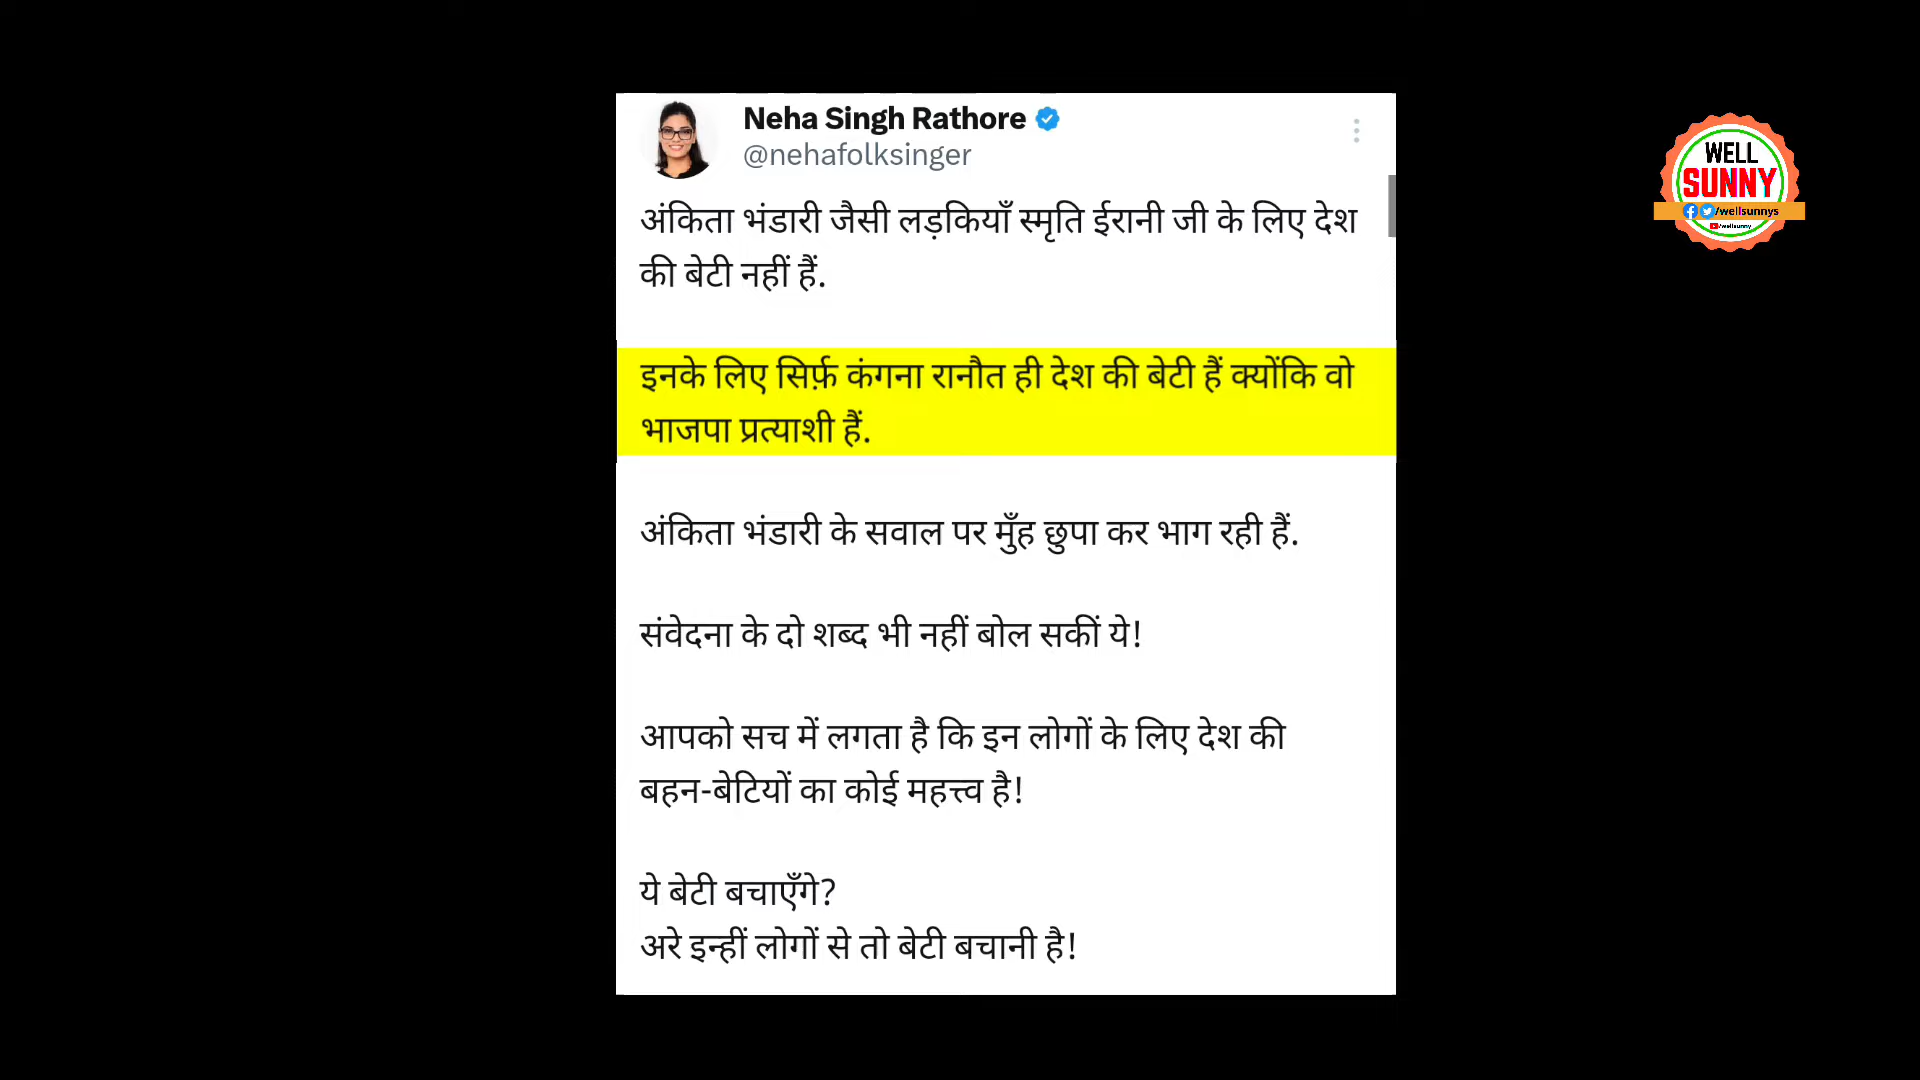 Neha Singh Rathore
@nehafolksinger
अंकिता भंडारी जैसी लड़कियाँ स्मृति ईरानी जी के लिए देश
की बेटी नहीं हैं.
इनके लिए सिर्फ़ कंगना रानौत ही देश की बेटी हैं क्योंकि वो
भाजपा प्रत्याशी हैं.
अंकिता भंडारी के सवाल पर मुँह छुपा कर भाग रही हैं.
संवेदना के दो शब्द भी नहीं बोल सकीं ये!
आपको सच में लगता है कि इन लोगों के लिए देश की
बहन-बेटियों का कोई महत्त्व है!
ये बेटी बचाएँगे?
अरे इन्हीं लोगों से तो बेटी बचानी है!
WELL
SUNNY
/wellsunnys
/wellsunny